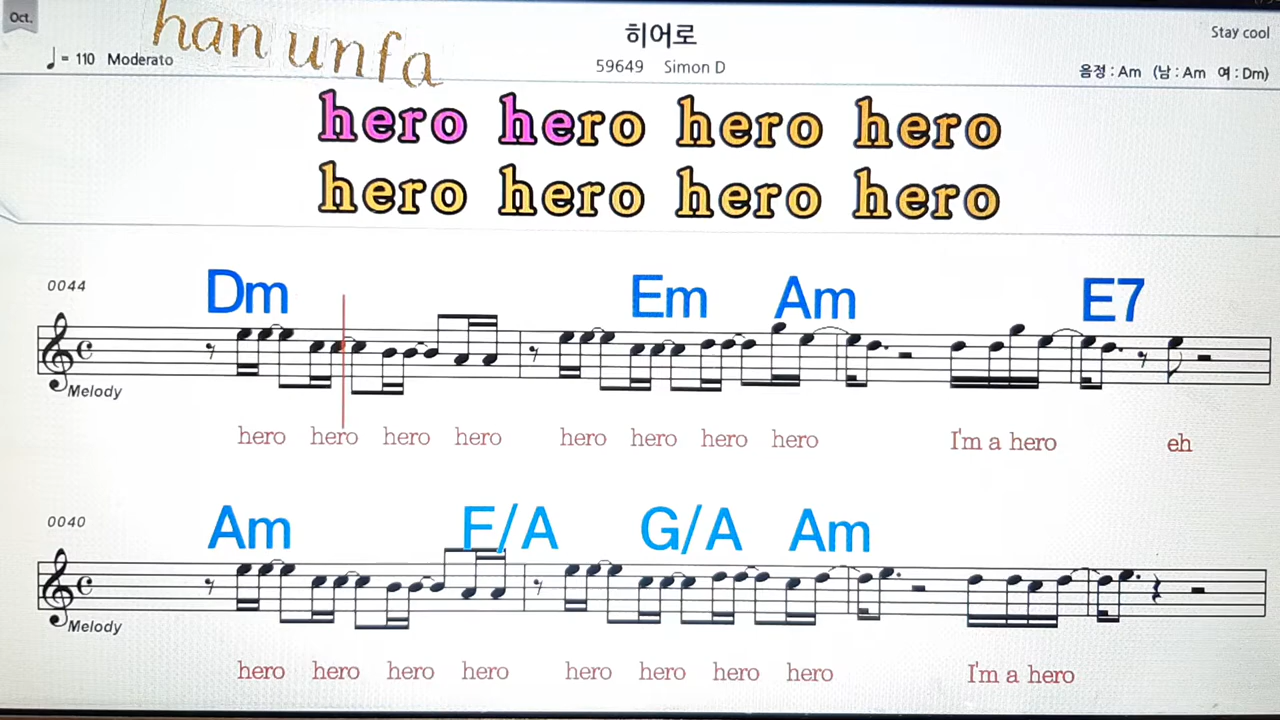 Oct.
han unfa
히어로
Stay cool
♩ = 110 Moderato
59649 Simon D
음정 : Am (남 : Am 여 : Dm)
hero hero hero hero
hero hero hero hero
0044
Dm Em Am E7
Melody
hero hero hero hero hero hero hero hero I'm a hero eh
0040
Am F/A G/A Am
Melody
hero hero hero hero hero hero hero hero I'm a hero